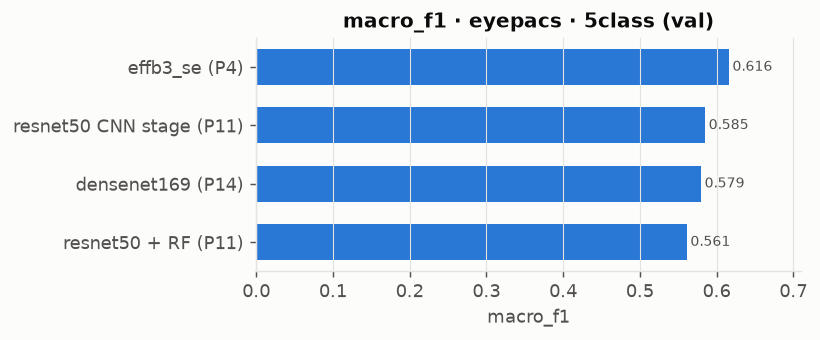 macro_f1 · eyepacs · 5class (val)
effb3_se (P4) 0.616
resnet50 CNN stage (P11) 0.585
densenet169 (P14) 0.579
resnet50 + RF (P11) 0.561
0.0 0.1 0.2 0.3 0.4 0.5 0.6 0.7
macro_f1